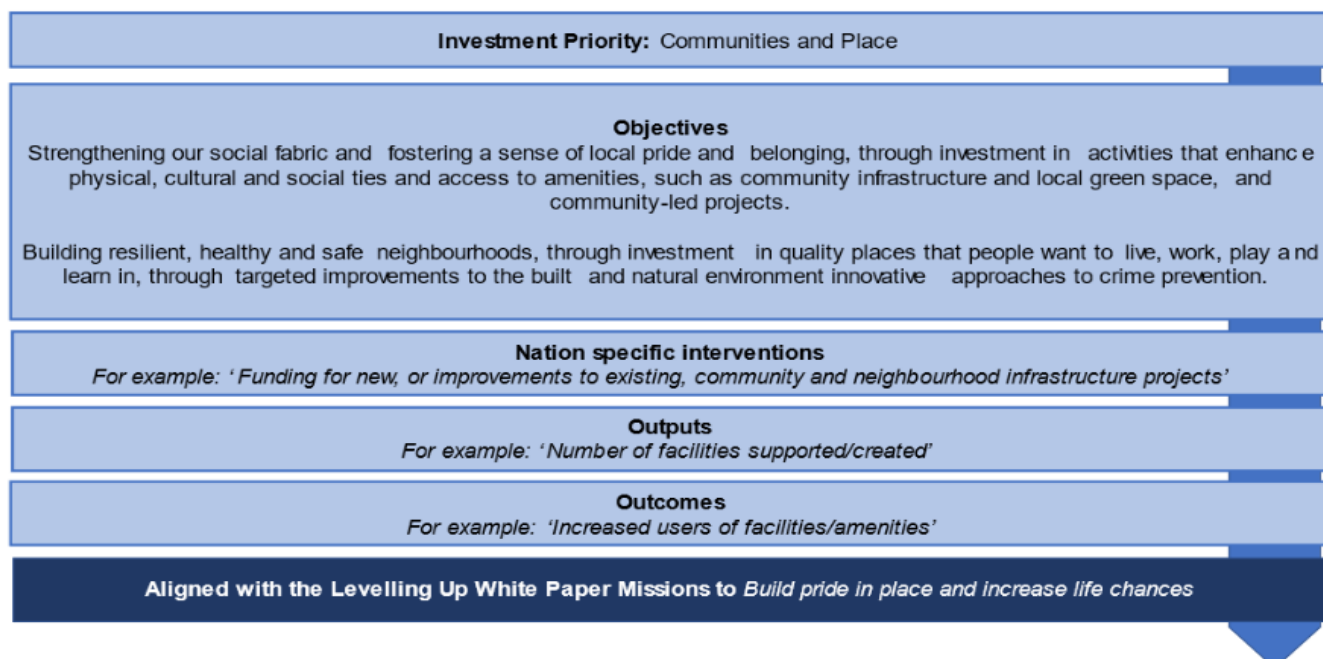 Investment Priority: Communities and Place
Objectives
Strengthening our social fabric and fostering a sense of local pride and belonging, through investment in activities that enhance
physical, cultural and social ties and access to amenities, such as community infrastructure and local green space, and
community-led projects.
Building resilient, healthy and safe neighbourhoods, through investment in quality places that people want to live, work, play and
learn in, through targeted improvements to the built and natural environment innovative approaches to crime prevention.
Nation specific interventions
For example: ‘Funding for new, or improvements to existing, community and neighbourhood infrastructure projects’
Outputs
For example: ‘Number of facilities supported/created’
Outcomes
For example: ‘Increased users of facilities/amenities’
Aligned with the Levelling Up White Paper Missions to Build pride in place and increase life chances